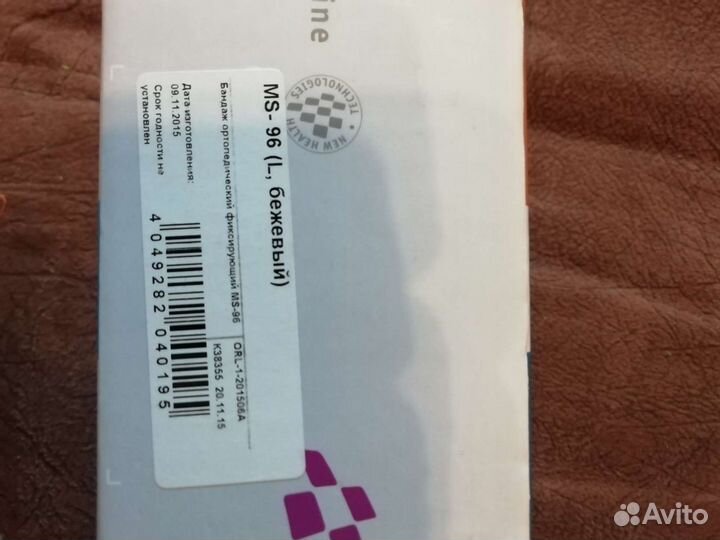 ine
NEW HEALTH TECHNOLOGIES
MS- 96 (L, бежевый)
Бандаж ортопедический фиксирующий MS-96
ORL-1-201506A
K38355 20.11.15
Дата изготовления:
09.11.2015
Срок годности не
установлен
4 049282 040195
Avito